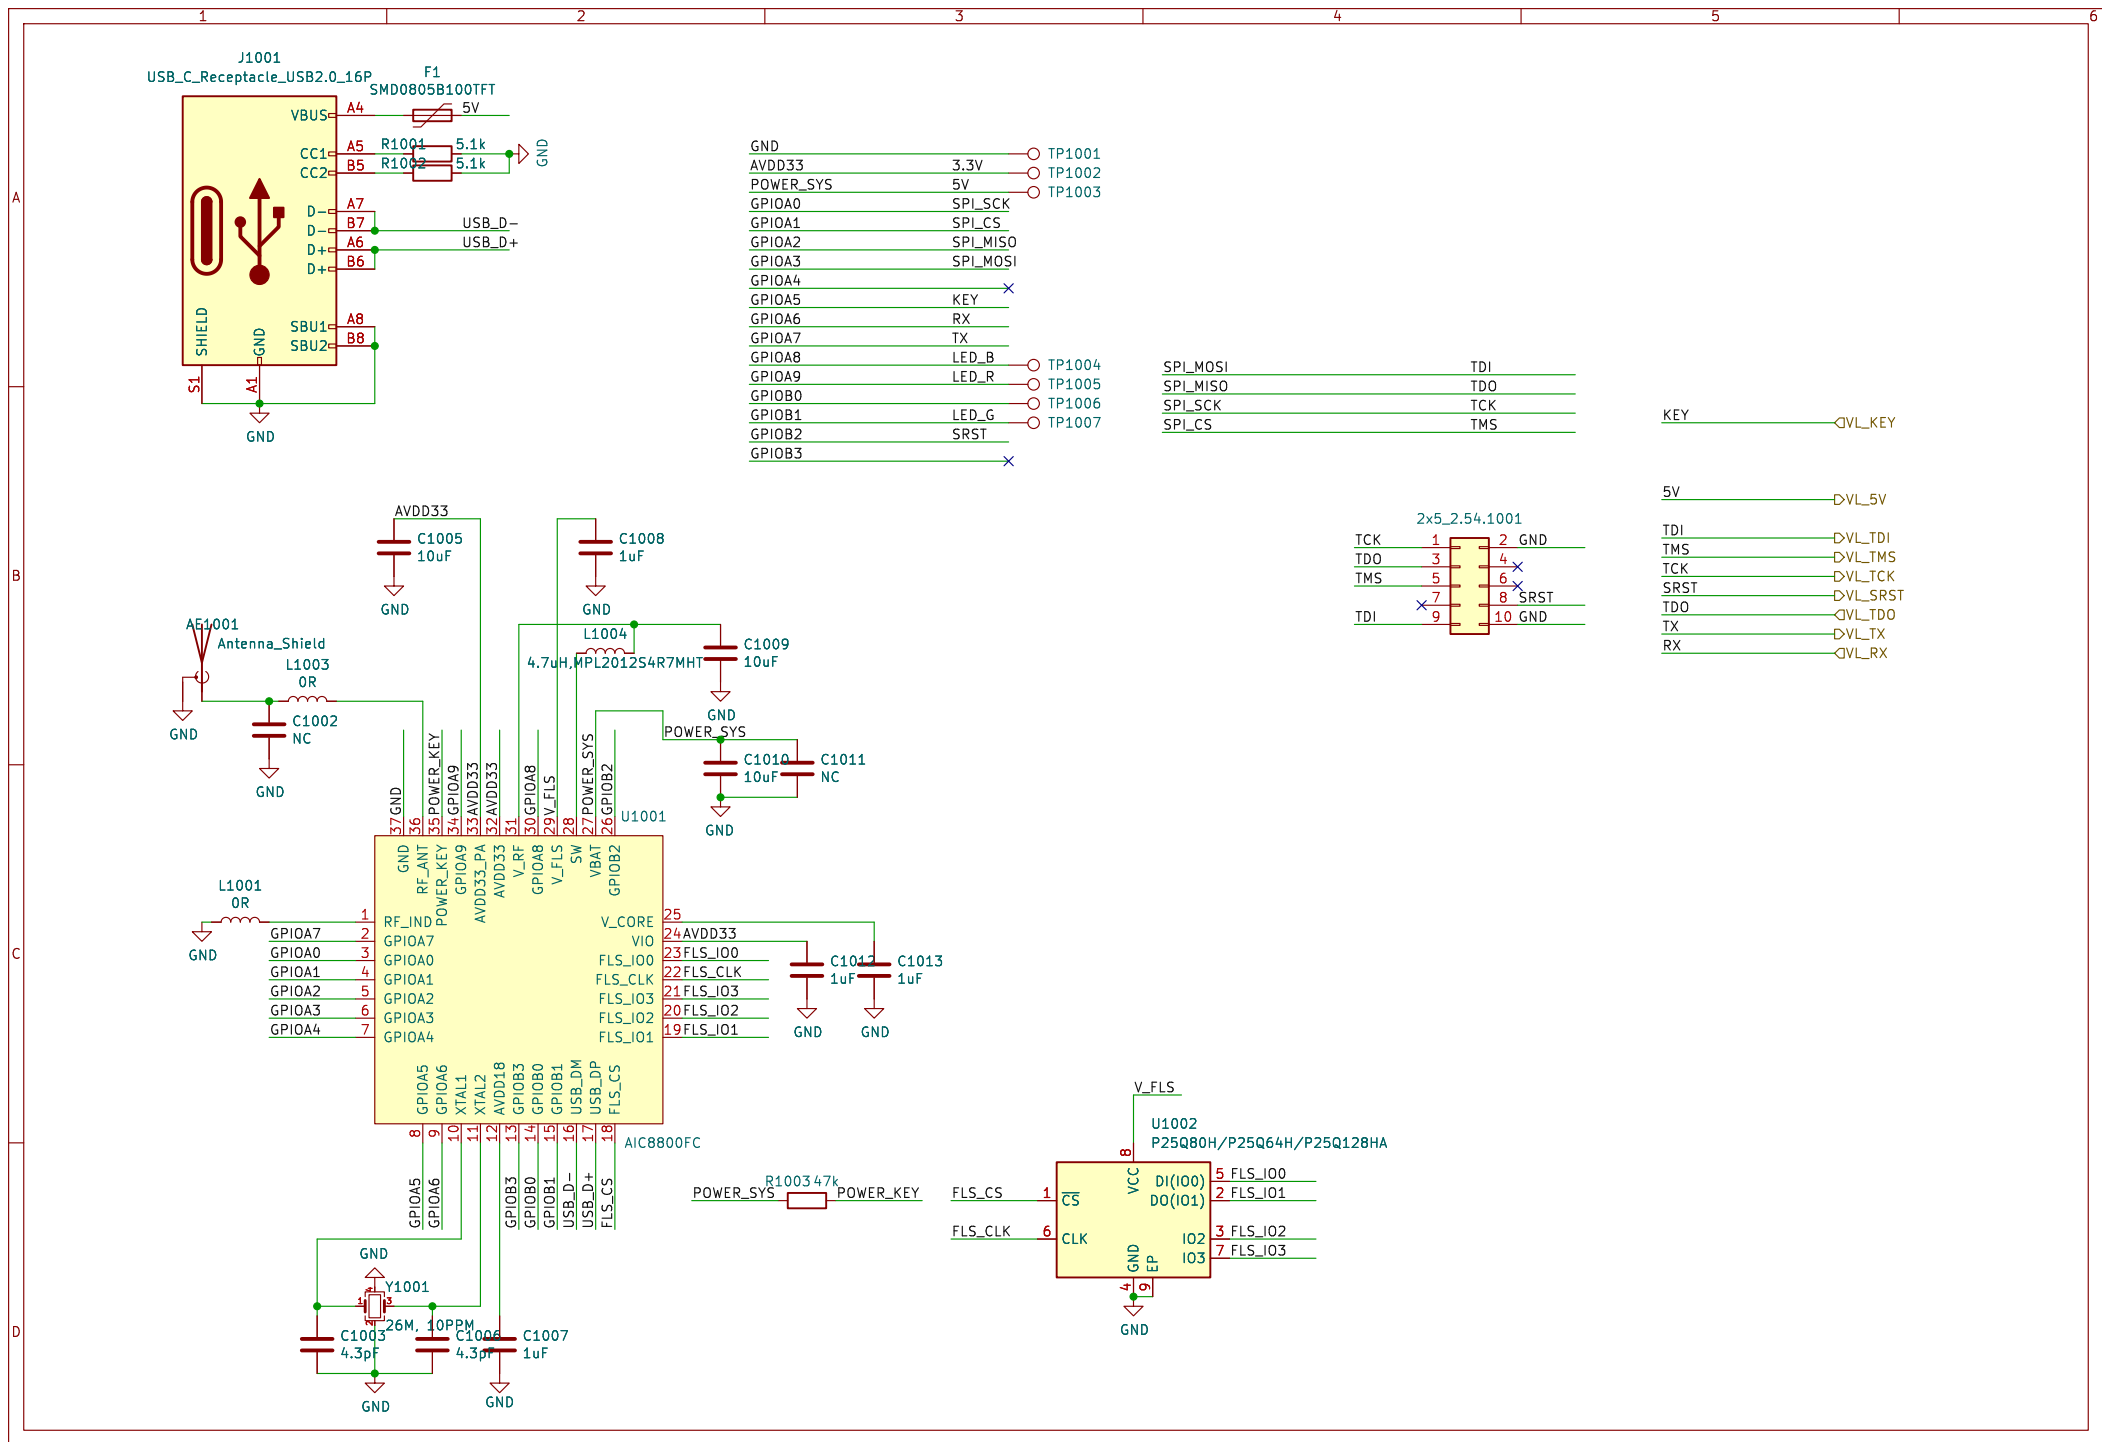 1 2 3 4 5 6
A
B
C
D
J1001
USB_C_Receptacle_USB2.0_16P
VBUS A4
CC1 A5
CC2 B5
D- A7
D- B7
D+ A6
D+ B6
SBU1 A8
SBU2 B8
SHIELD
GND
S1
A1
GND
F1
SMD0805B100TFT
5V
R1001 5.1k
R1002 5.1k
GND
USB_D-
USB_D+
GND TP1001
AVDD33 3.3V TP1002
POWER_SYS 5V TP1003
GPIOA0 SPI_SCK
GPIOA1 SPI_CS
GPIOA2 SPI_MISO
GPIOA3 SPI_MOSI
GPIOA4
GPIOA5 KEY
GPIOA6 RX
GPIOA7 TX
GPIOA8 LED_B TP1004
GPIOA9 LED_R TP1005
GPIOB0 TP1006
GPIOB1 LED_G TP1007
GPIOB2 SRST
GPIOB3
SPI_MOSI TDI
SPI_MISO TDO
SPI_SCK TCK
SPI_CS TMS
KEY VL_KEY
5V VL_5V
TDI VL_TDI
TMS VL_TMS
TCK VL_TCK
SRST VL_SRST
TDO VL_TDO
TX VL_TX
RX VL_RX
2x5_2.54.1001
TCK 1 2 GND
TDO 3 4
TMS 5 6
7 8 SRST
TDI 9 10 GND
AVDD33
C1005
10uF
GND
C1008
1uF
GND
AE1001
Antenna_Shield
L1003
0R
GND
C1002
NC
GND
L1004
4.7uH,MPL2012S4R7MHT
C1009
10uF
GND
POWER_SYS
C1010
10uF
C1011
NC
GND
GND
POWER_KEY
GPIOA9
AVDD33
AVDD33
GPIOA8
V_FLS
POWER_SYS
GPIOB2
37 36 35 34 33 32 31 30 29 28 27 26
U1001
GND
RF_ANT
POWER_KEY
GPIOA9
AVDD33_PA
AVDD33
V_RF
GPIOA8
V_FLS
SW
VBAT
GPIOB2
L1001
0R
GND
1 RF_IND
GPIOA7 2 GPIOA7
GPIOA0 3 GPIOA0
GPIOA1 4 GPIOA1
GPIOA2 5 GPIOA2
GPIOA3 6 GPIOA3
GPIOA4 7 GPIOA4
V_CORE 25
VIO 24 AVDD33
FLS_IO0 23 FLS_IO0
FLS_CLK 22 FLS_CLK
FLS_IO3 21 FLS_IO3
FLS_IO2 20 FLS_IO2
FLS_IO1 19 FLS_IO1
C1012
1uF
GND
C1013
1uF
GND
GPIOA5
GPIOA6
XTAL1
XTAL2
AVDD18
GPIOB3
GPIOB0
GPIOB1
USB_DM
USB_DP
FLS_CS
8 9 10 11 12 13 14 15 16 17 18
AIC8800FC
GPIOA5
GPIOA6
GPIOB3
GPIOB0
GPIOB1
USB_D-
USB_D+
FLS_CS
GND
Y1001
1 2 3 4
26M, 10PPM
C1003
4.3pF
C1006
4.3pF
C1007
1uF
GND
GND
R1003 47k
POWER_SYS POWER_KEY
V_FLS
U1002
P25Q80H/P25Q64H/P25Q128HA
8
VCC
FLS_CS 1 CS
FLS_CLK 6 CLK
DI(IO0) 5 FLS_IO0
DO(IO1) 2 FLS_IO1
IO2 3 FLS_IO2
IO3 7 FLS_IO3
GND
EP
4 9
GND